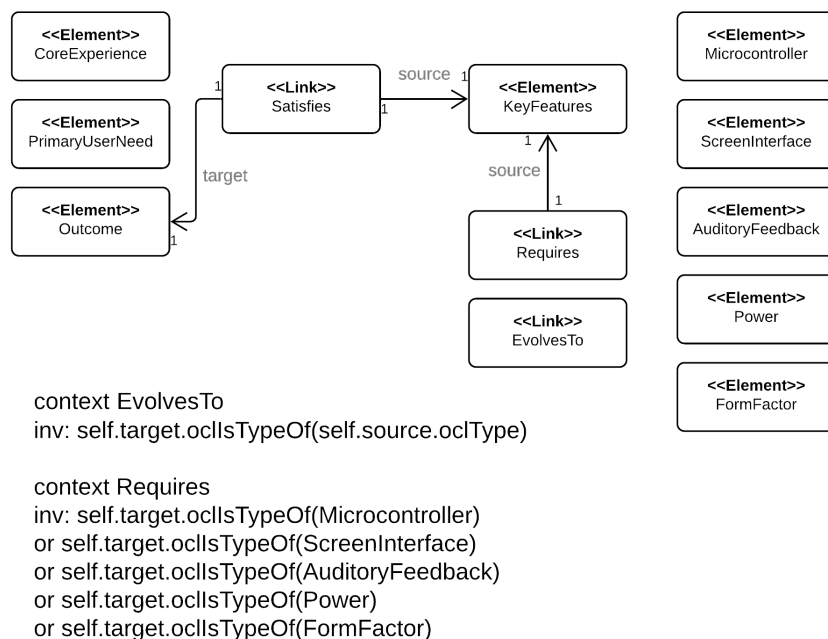 <<Element>>
CoreExperience
<<Element>>
PrimaryUserNeed
<<Element>>
Outcome
1
<<Link>>
Satisfies
1
target
1
source
1
<<Element>>
KeyFeatures
1
source
1
<<Link>>
Requires
<<Link>>
EvolvesTo
<<Element>>
Microcontroller
<<Element>>
ScreenInterface
<<Element>>
AuditoryFeedback
<<Element>>
Power
<<Element>>
FormFactor
context EvolvesTo
inv: self.target.oclIsTypeOf(self.source.oclType)
context Requires
inv: self.target.oclIsTypeOf(Microcontroller)
or self.target.oclIsTypeOf(ScreenInterface)
or self.target.oclIsTypeOf(AuditoryFeedback)
or self.target.oclIsTypeOf(Power)
or self.target.oclIsTypeOf(FormFactor)